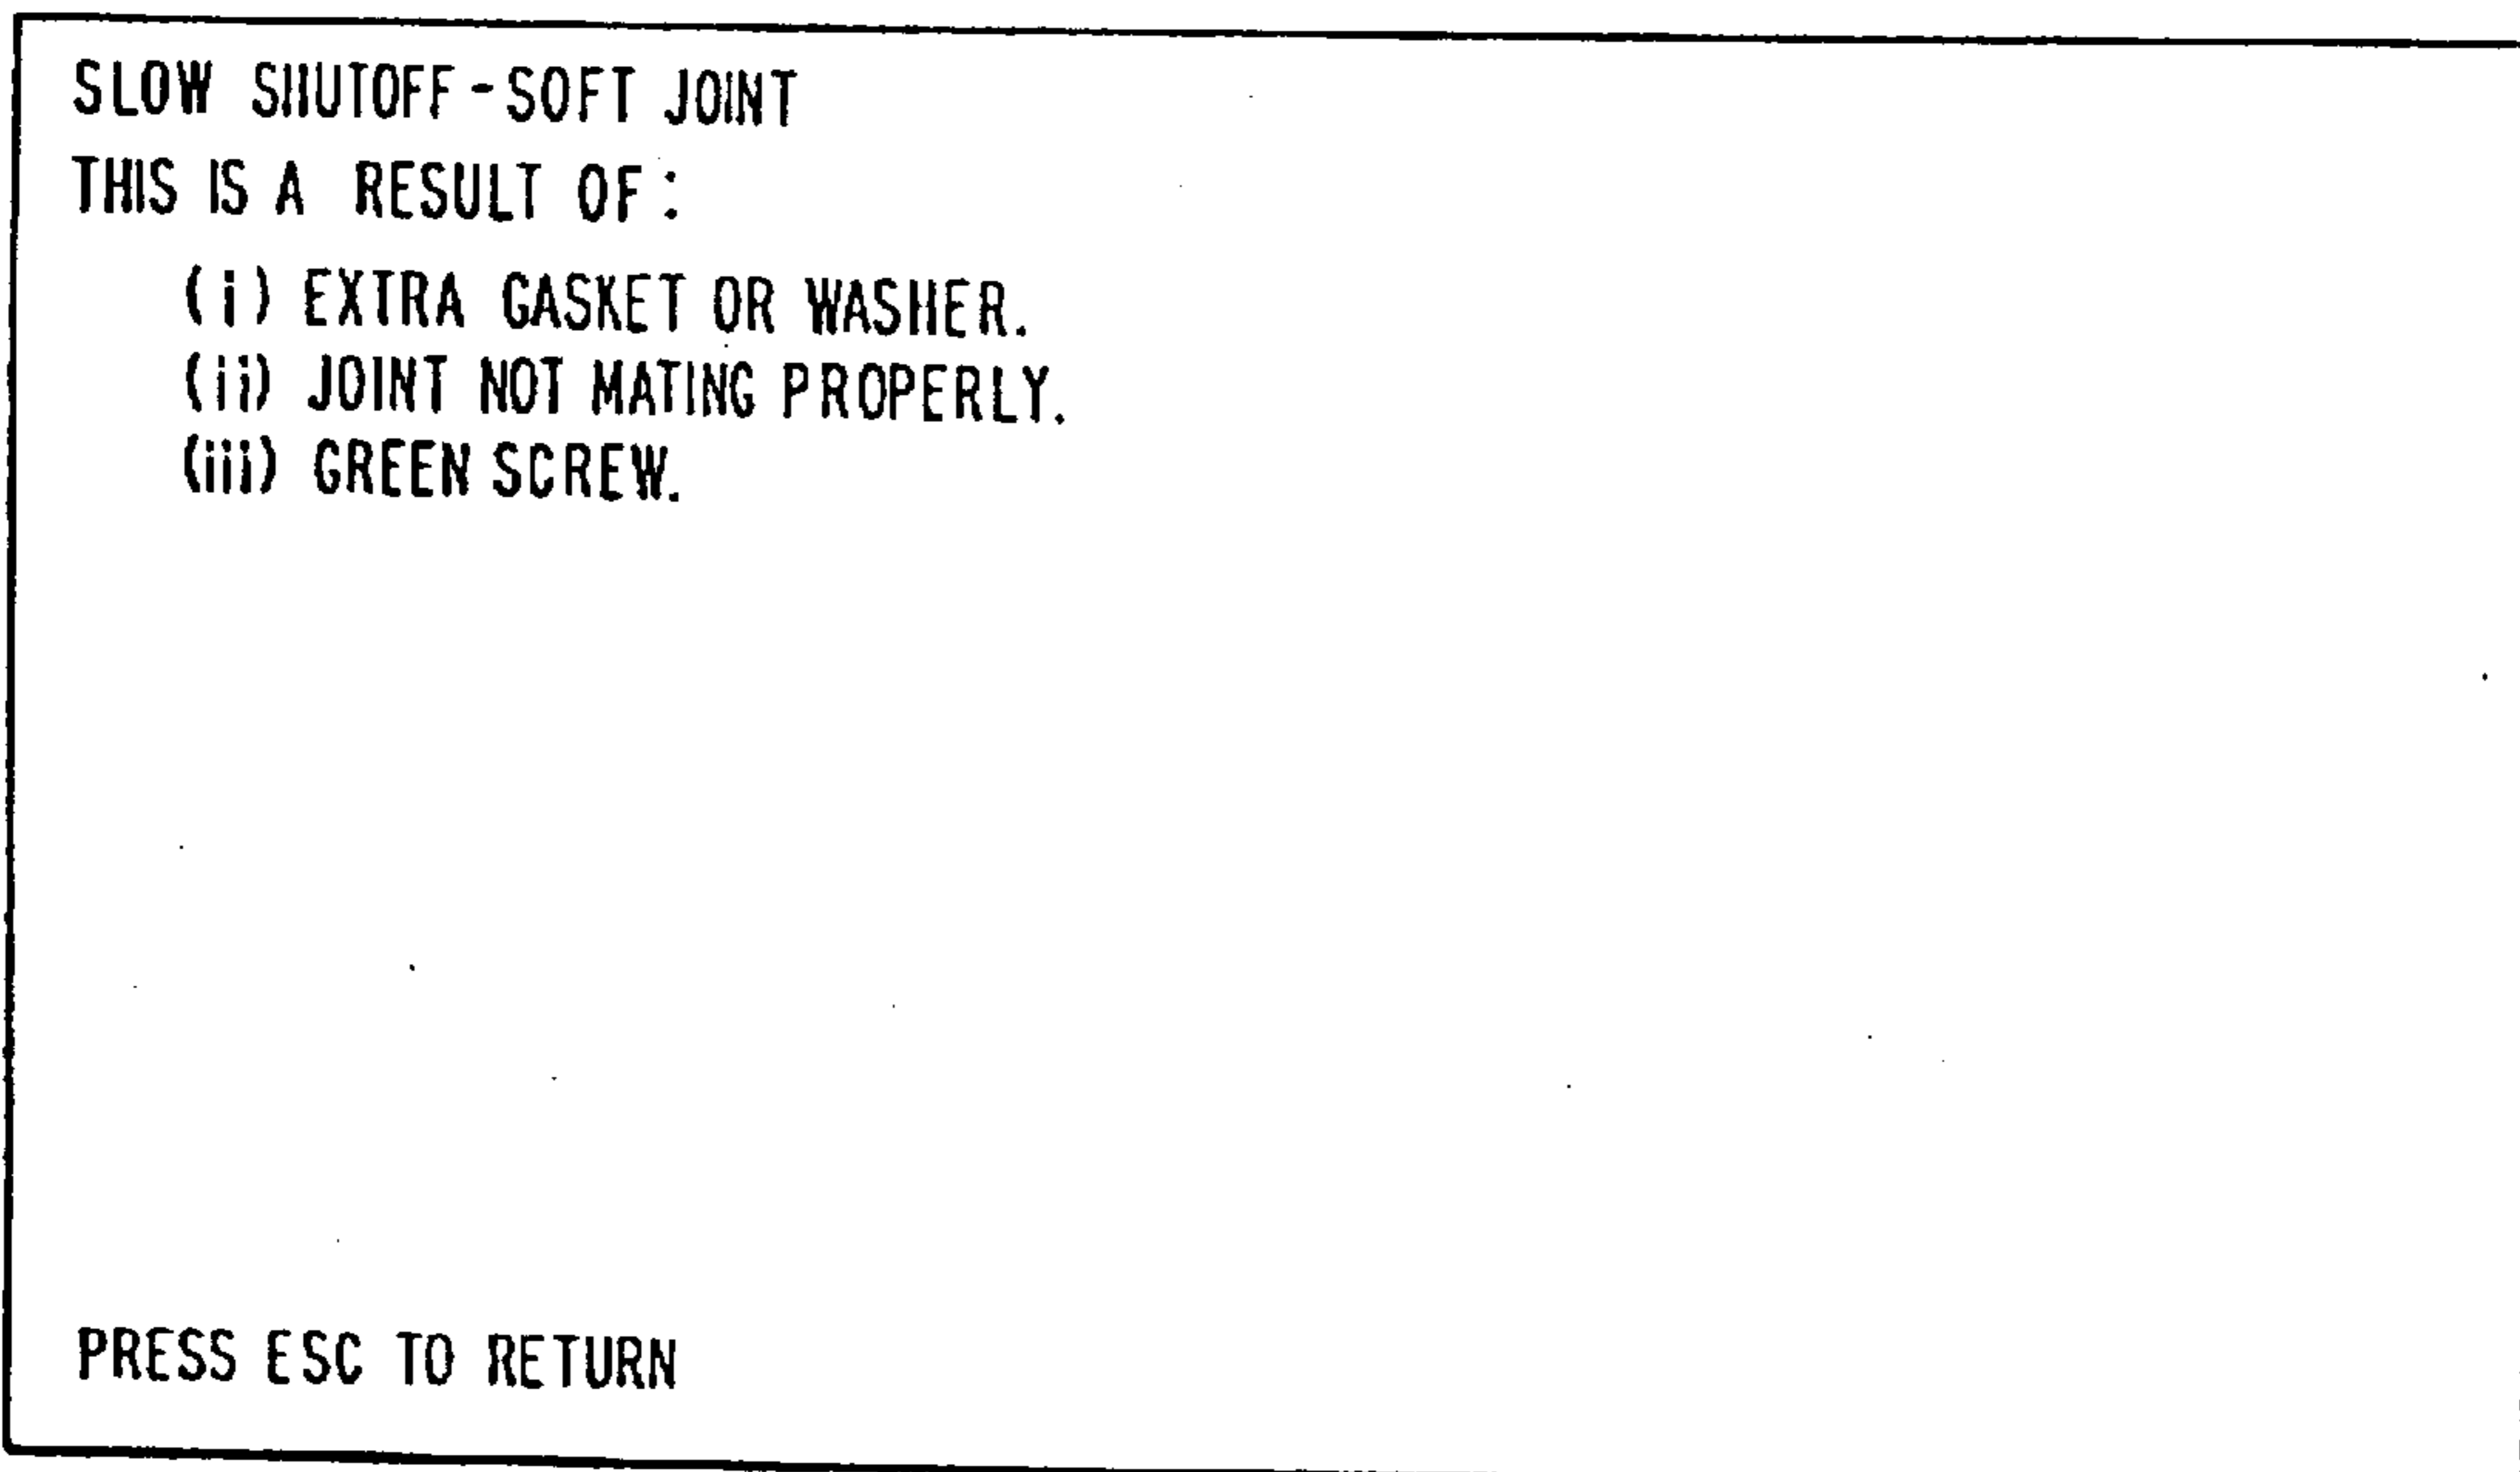 SLOW SHUTOFF-SOFT JOINT
THIS IS A RESULT OF:
(i) EXTRA GASKET OR WASHER.
(ii) JOINT NOT MATING PROPERLY.
(iii) GREEN SCREW.
PRESS ESC TO RETURN